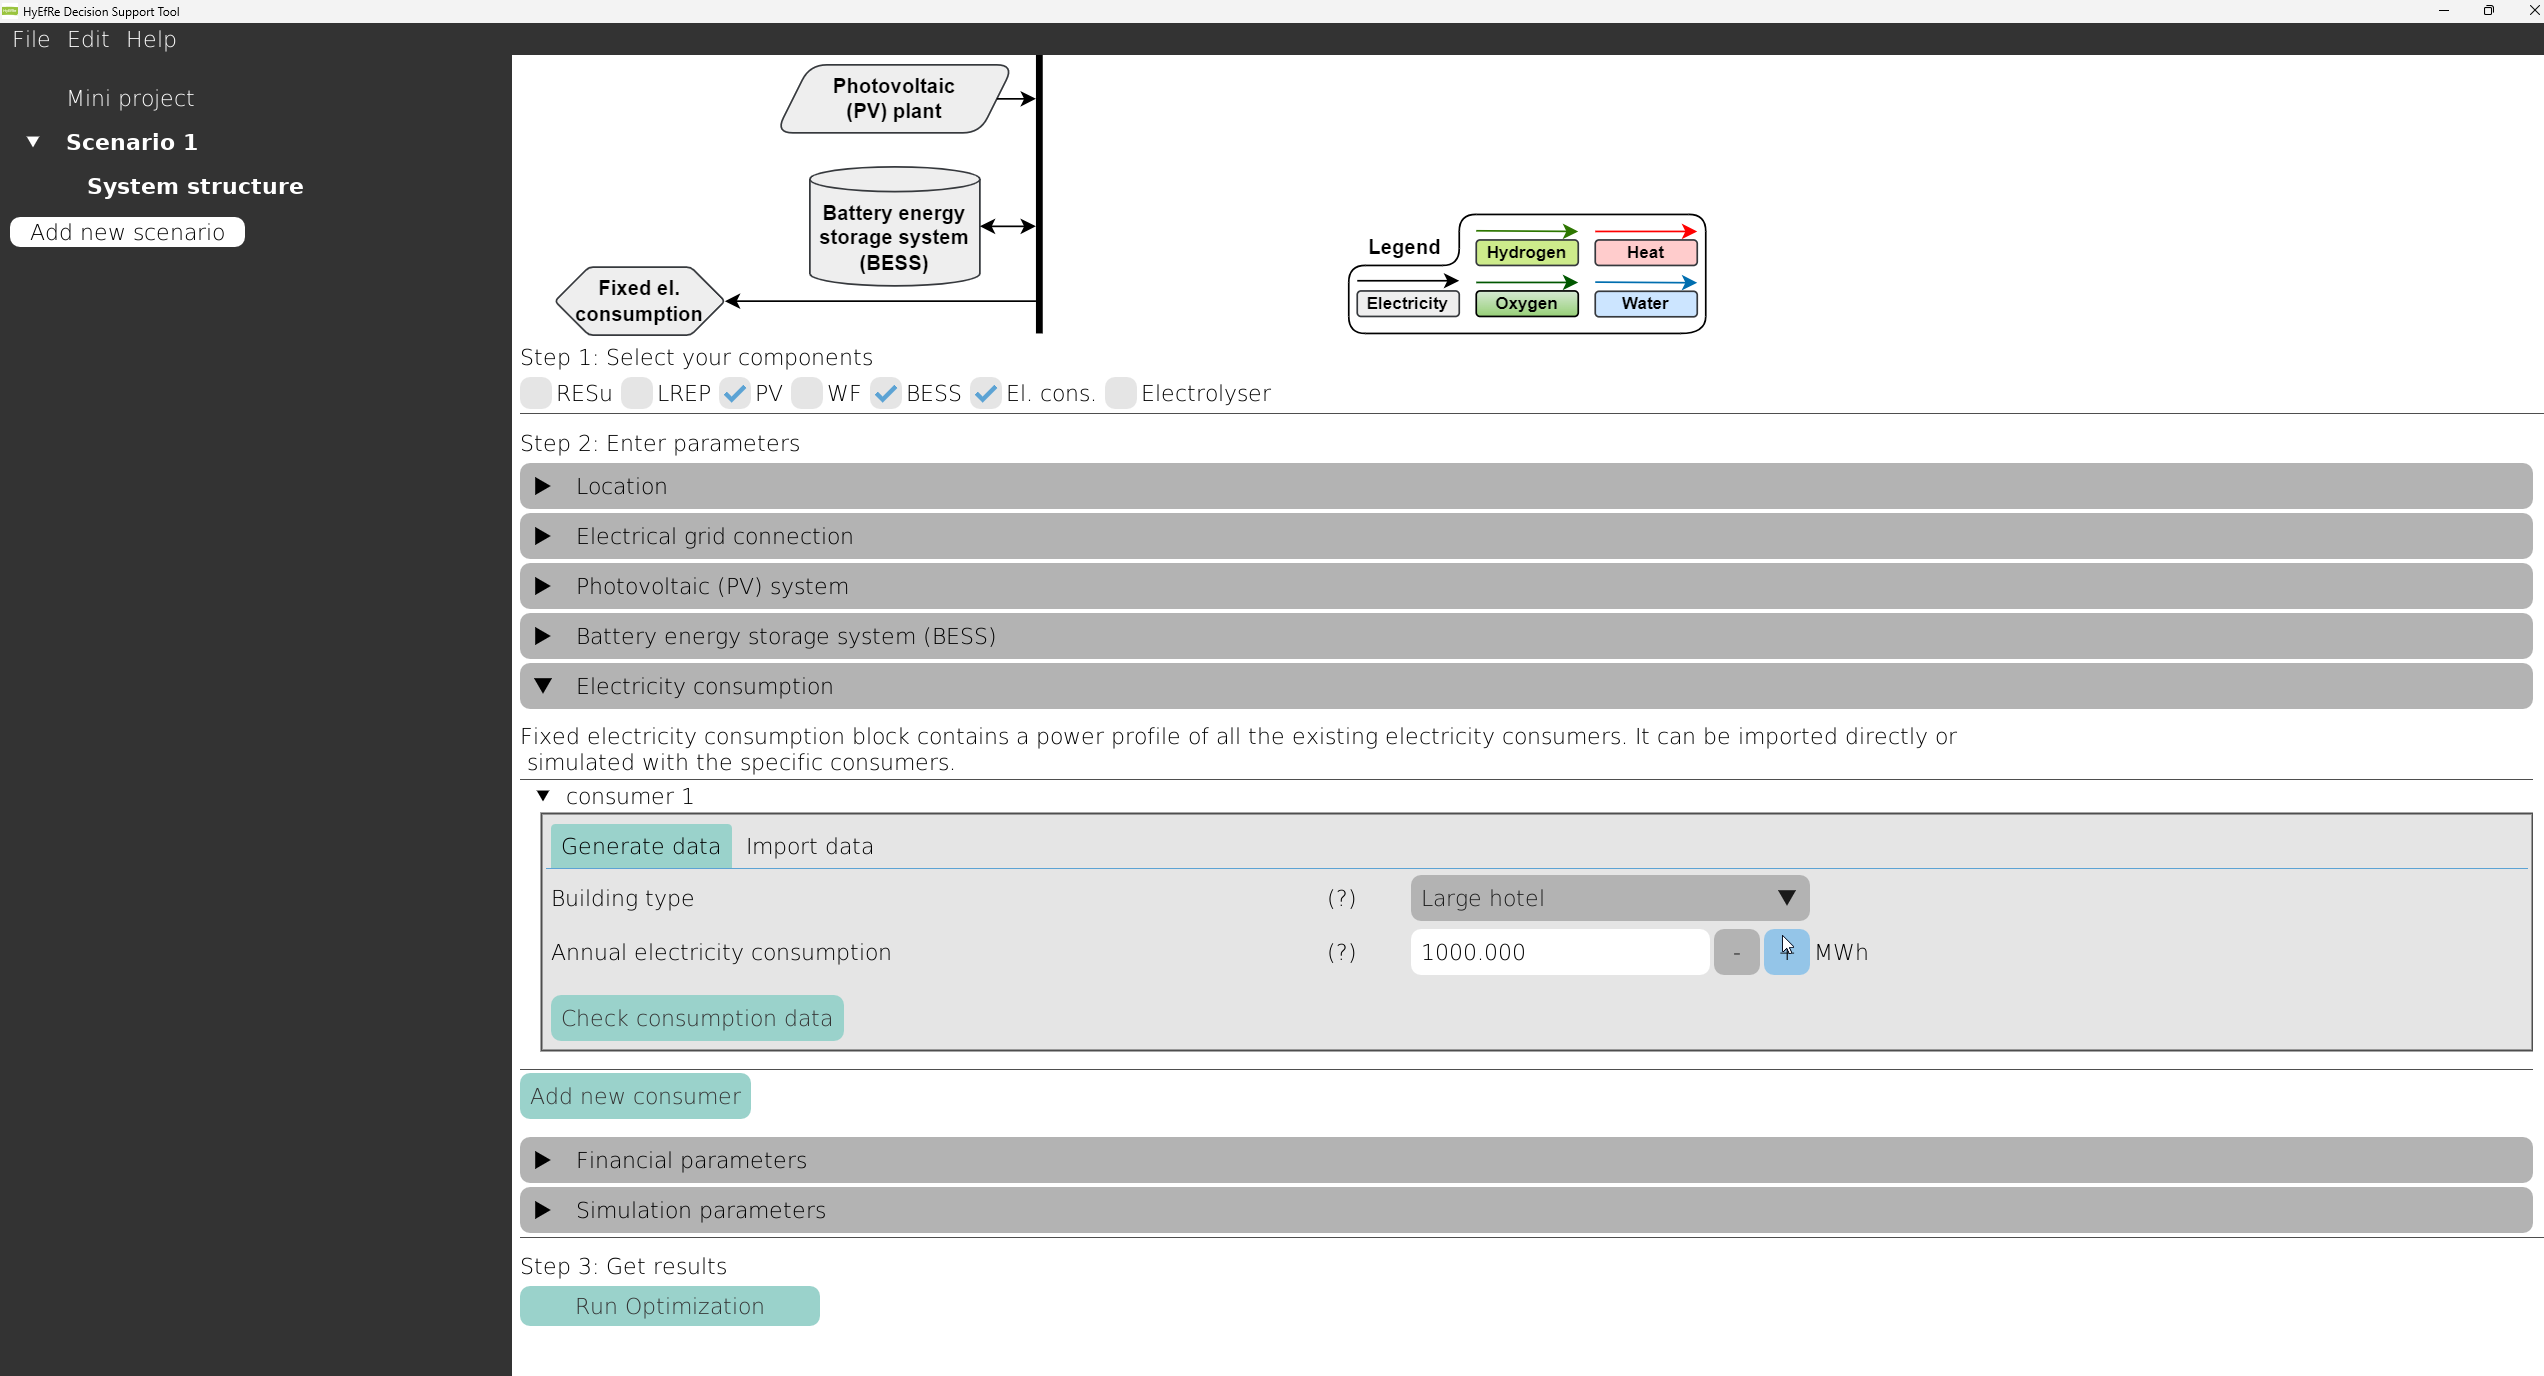 HyEfRe Decision Support Tool
File Edit Help
Mini project
Scenario 1
System structure
Add new scenario
Photovoltaic
(PV) plant
Battery energy
storage system
(BESS)
Fixed el.
consumption
Legend
Hydrogen
Heat
Electricity
Oxygen
Water
Step 1: Select your components
RESu LREP PV WF BESS El. cons. Electrolyser
Step 2: Enter parameters
Location
Electrical grid connection
Photovoltaic (PV) system
Battery energy storage system (BESS)
Electricity consumption
Fixed electricity consumption block contains a power profile of all the existing electricity consumers. It can be imported directly or
simulated with the specific consumers.
consumer 1
Generate data Import data
Building type (?) Large hotel
Annual electricity consumption (?) 1000.000 - + MWh
Check consumption data
Add new consumer
Financial parameters
Simulation parameters
Step 3: Get results
Run Optimization